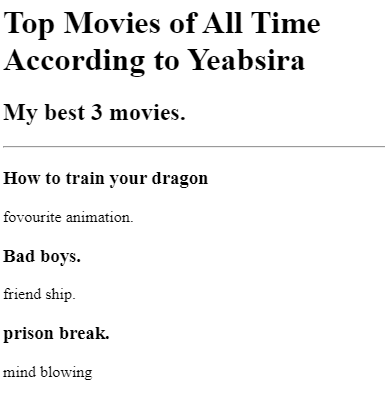 Top Movies of All Time
According to Yeabsira
My best 3 movies.
How to train your dragon
fovourite animation.
Bad boys.
friend ship.
prison break.
mind blowing